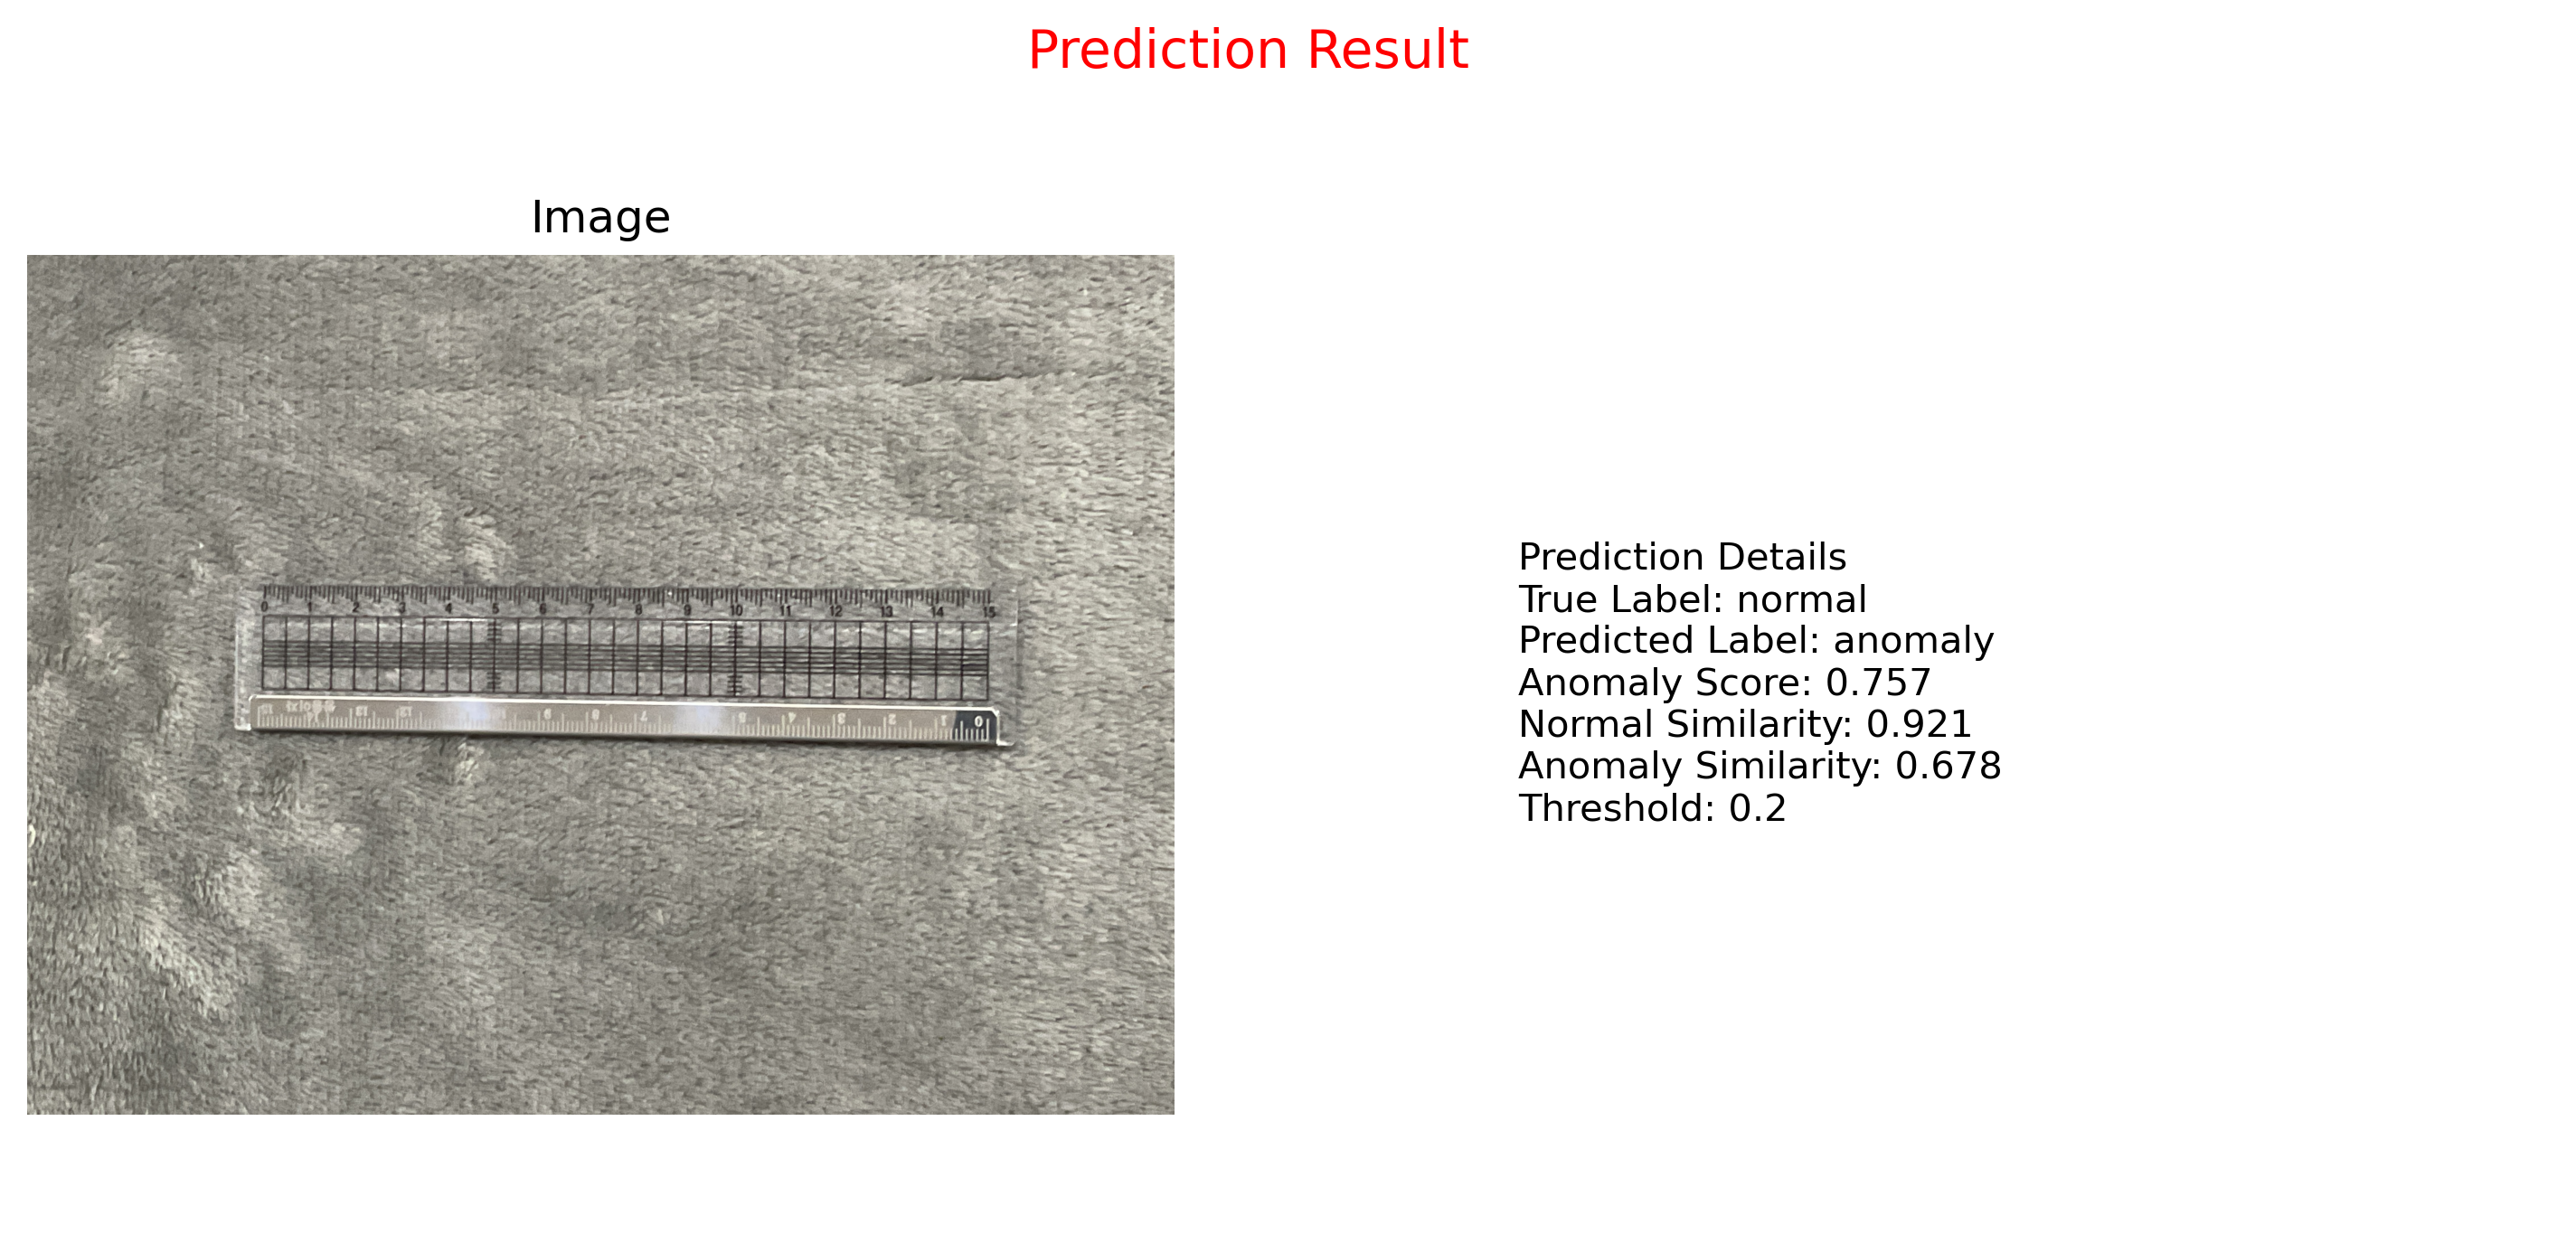 Prediction Result
Image
0 1 2 3 4 5 6 7 8 9 10 11 12 13 14 15
Prediction Details
True Label: normal
Predicted Label: anomaly
Anomaly Score: 0.757
Normal Similarity: 0.921
Anomaly Similarity: 0.678
Threshold: 0.2